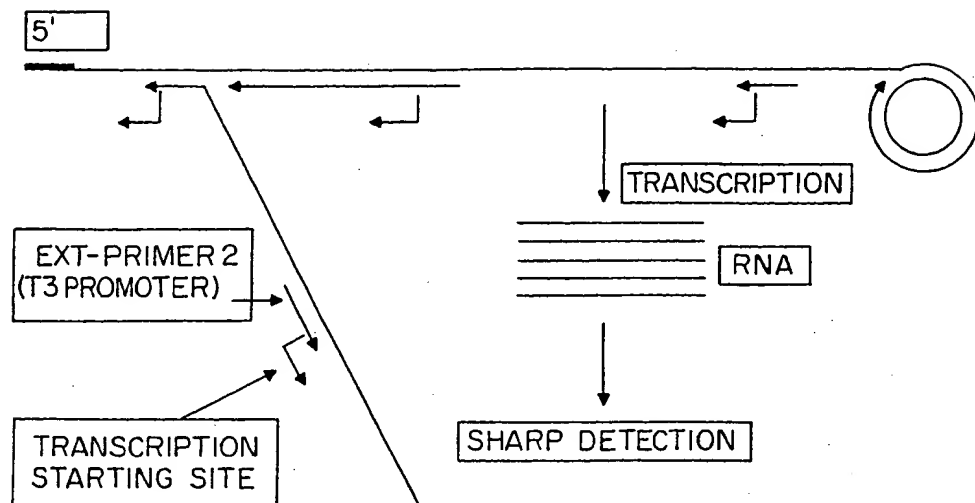 5'
TRANSCRIPTION
EXT-PRIMER 2
(T3 PROMOTER)
RNA
TRANSCRIPTION
STARTING SITE
SHARP DETECTION